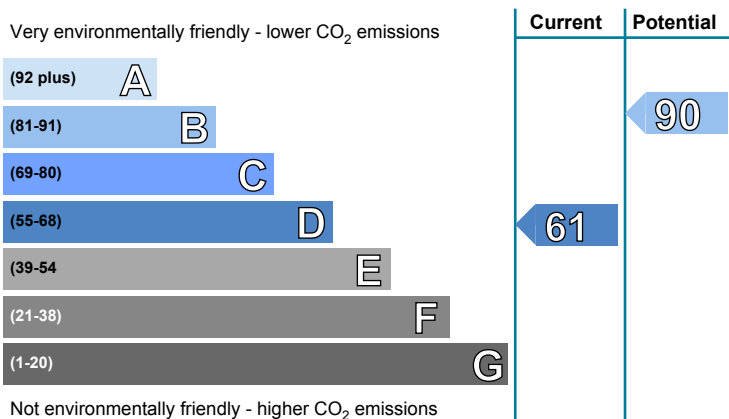 Current Potential
Very environmentally friendly - lower CO2 emissions
(92 plus) A
(81-91) B 90
(69-80) C
(55-68) D 61
(39-54 E
(21-38) F
(1-20) G
Not environmentally friendly - higher CO2 emissions